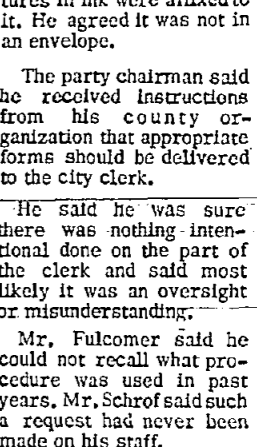 tures in ink were affixed to
it. He agreed it was not in
an envelope.
The party chairman said
he received instructions
from his county or-
ganization that appropriate
forms should be delivered
to the city clerk.
He said he was sure
there was nothing inten-
tional done on the part of
the clerk and said most
likely it was an oversight
or misunderstanding.
Mr. Fulcomer said he
could not recall what pro-
cedure was used in past
years. Mr. Schrof said such
a request had never been
made on his staff.